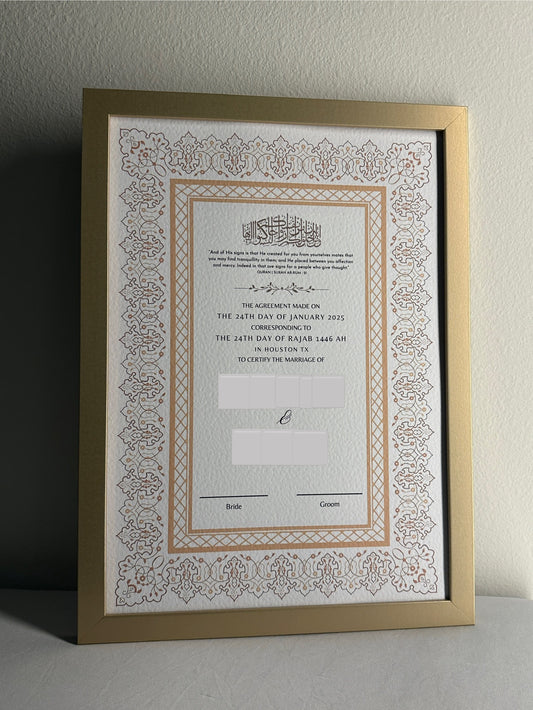 "And of His signs is that He created for you from yourselves mates that
you may find tranquillity in them; and He placed between you affection
and mercy. Indeed in that are signs for a people who give thought."
QURAN | SURAH AR-RUM : 21
THE AGREEMENT MADE ON
THE 24TH DAY OF JANUARY 2025
CORRESPONDING TO
THE 24TH DAY OF RAJAB 1446 AH
IN HOUSTON TX
TO CERTIFY THE MARRIAGE OF
&
Bride
Groom